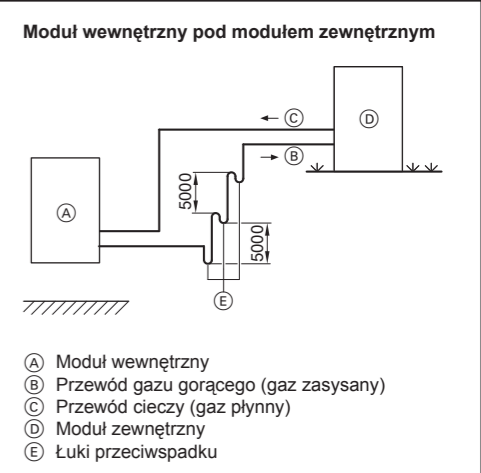 Moduł wewnętrzny pod modułem zewnętrznym
C
D
B
5000
A
5000
E
A Moduł wewnętrzny
B Przewód gazu gorącego (gaz zasysany)
C Przewód cieczy (gaz płynny)
D Moduł zewnętrzny
E Łuki przeciwspadku